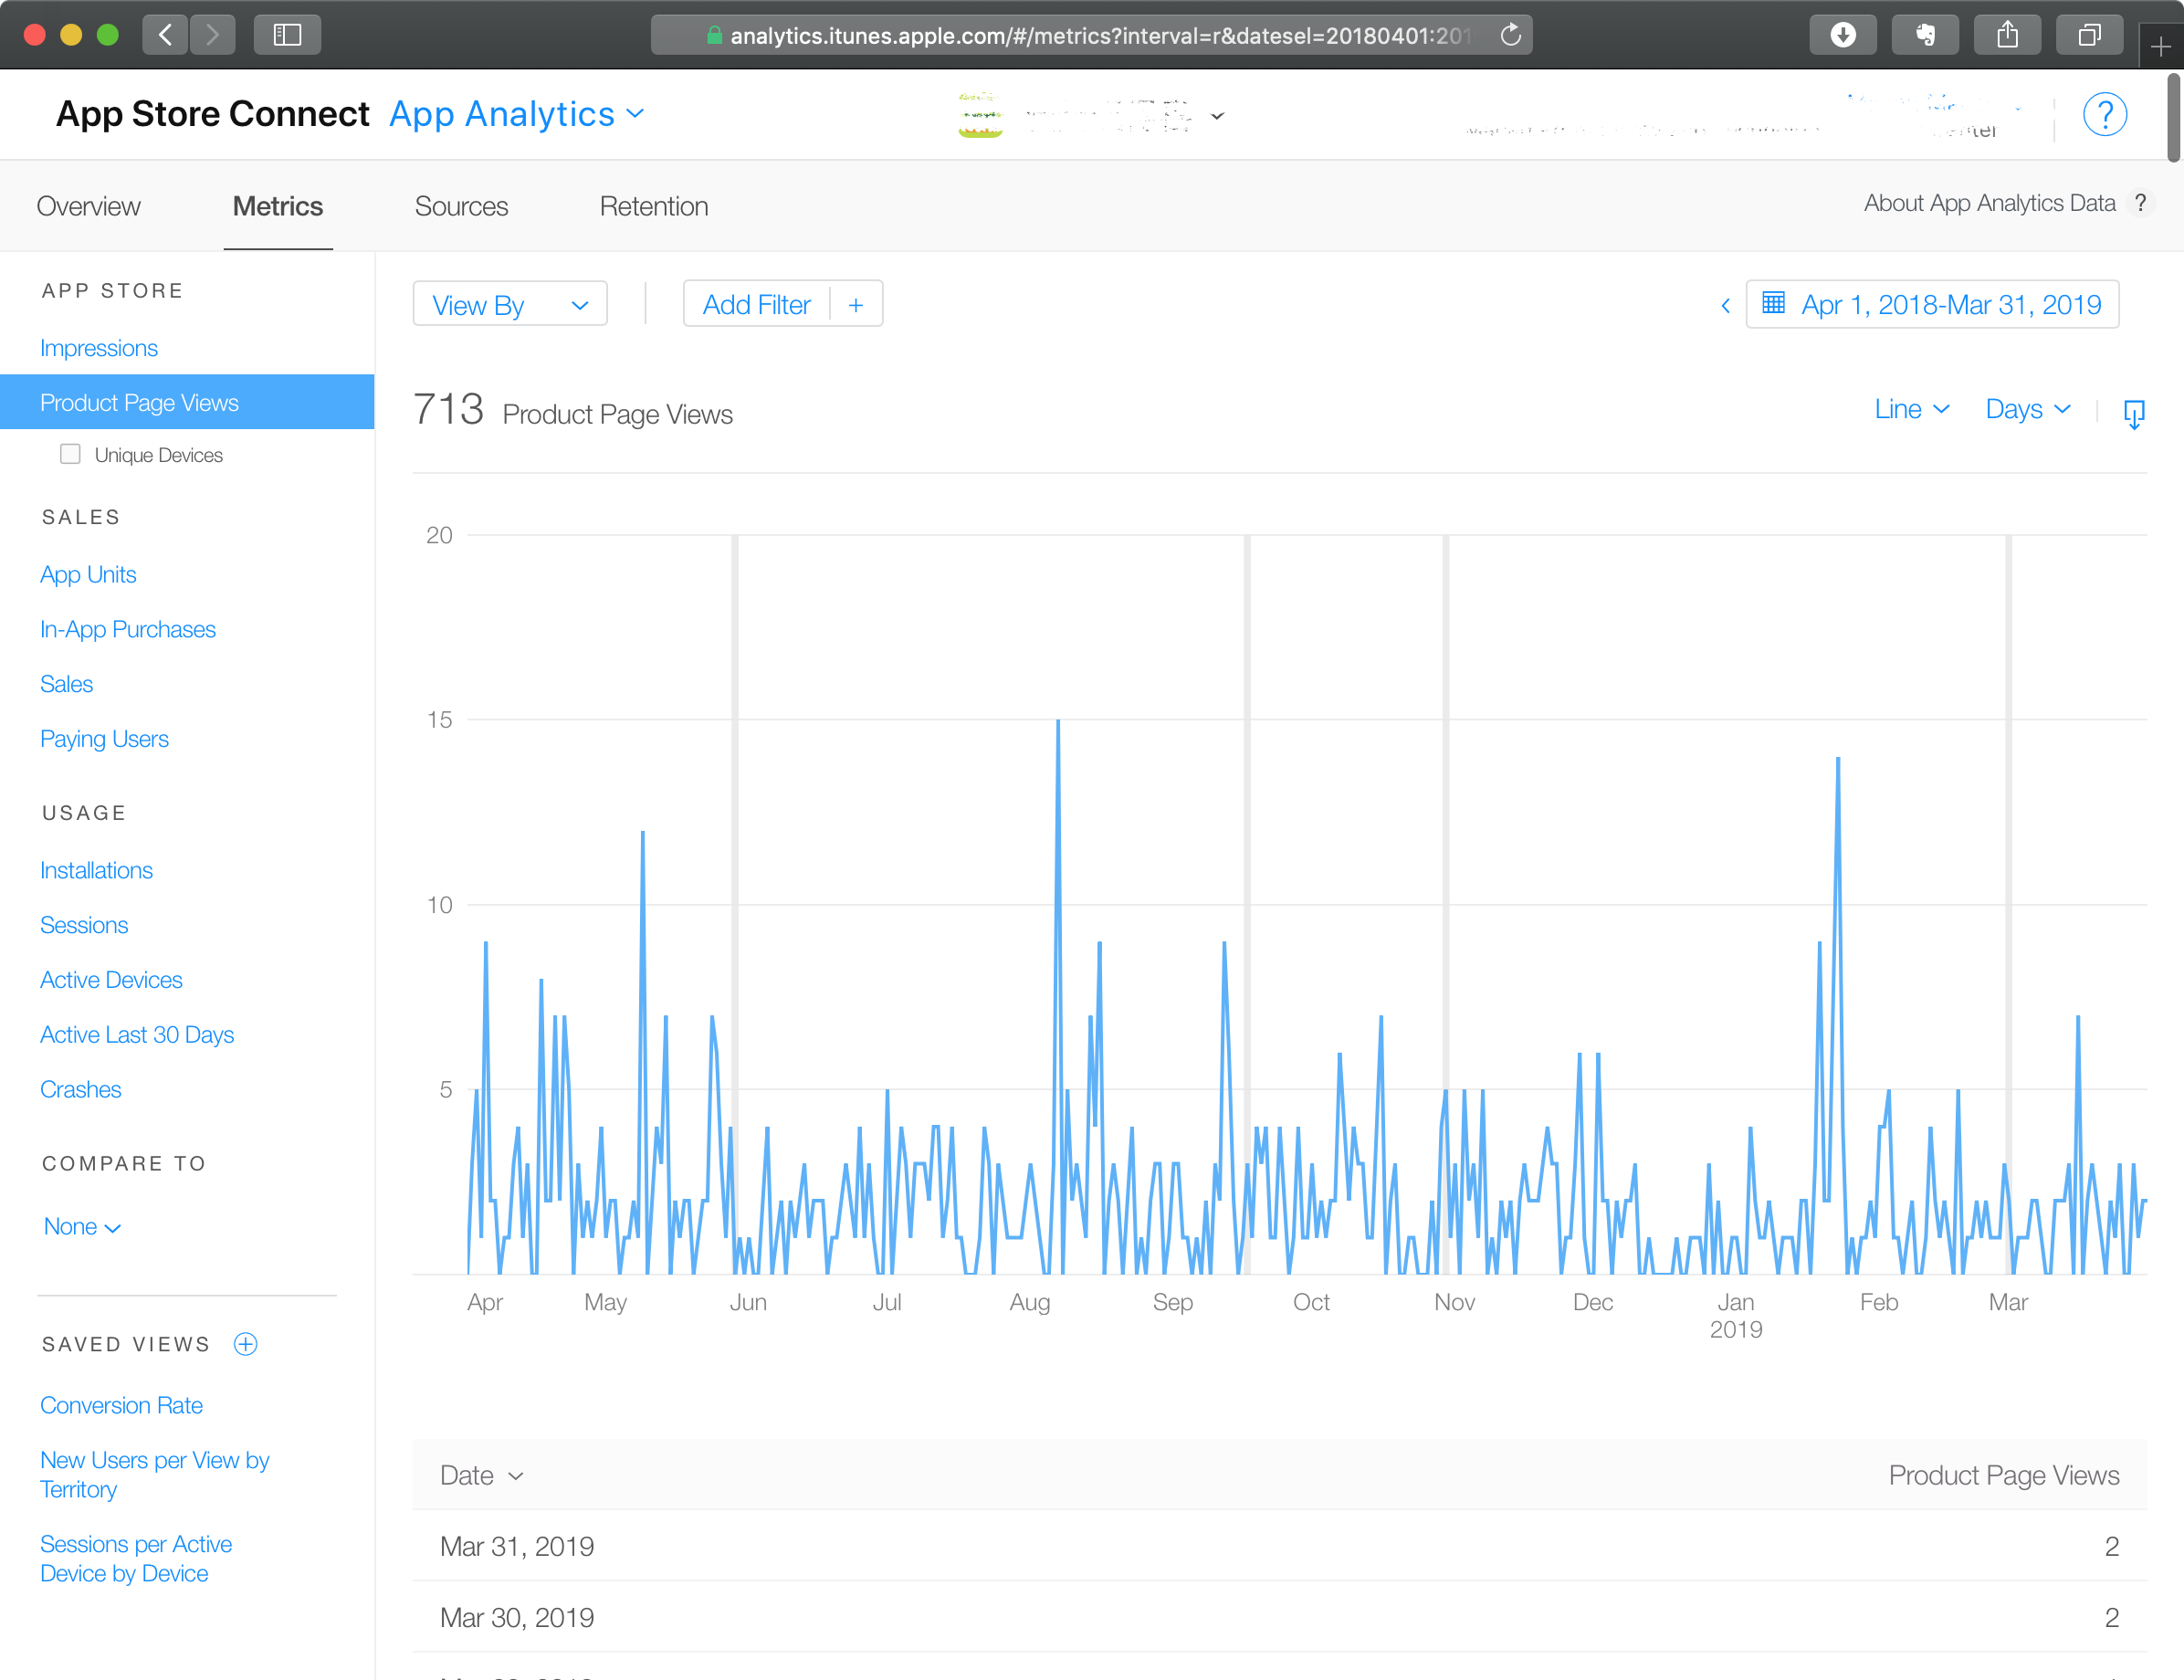 analytics.itunes.apple.com/#/metrics?interval=r&datesel=20180401:201
App Store Connect App Analytics
?
Overview Metrics Sources Retention
About App Analytics Data ?
APP STORE
Impressions
Product Page Views
Unique Devices
SALES
App Units
In-App Purchases
Sales
Paying Users
USAGE
Installations
Sessions
Active Devices
Active Last 30 Days
Crashes
COMPARE TO
None
SAVED VIEWS
Conversion Rate
New Users per View by
Territory
Sessions per Active
Device by Device
View By Add Filter +
Apr 1, 2018-Mar 31, 2019
713 Product Page Views
Line Days
20
15
10
5
Apr May Jun Jul Aug Sep Oct Nov Dec Jan Feb Mar
2019
Date Product Page Views
Mar 31, 2019 2
Mar 30, 2019 2